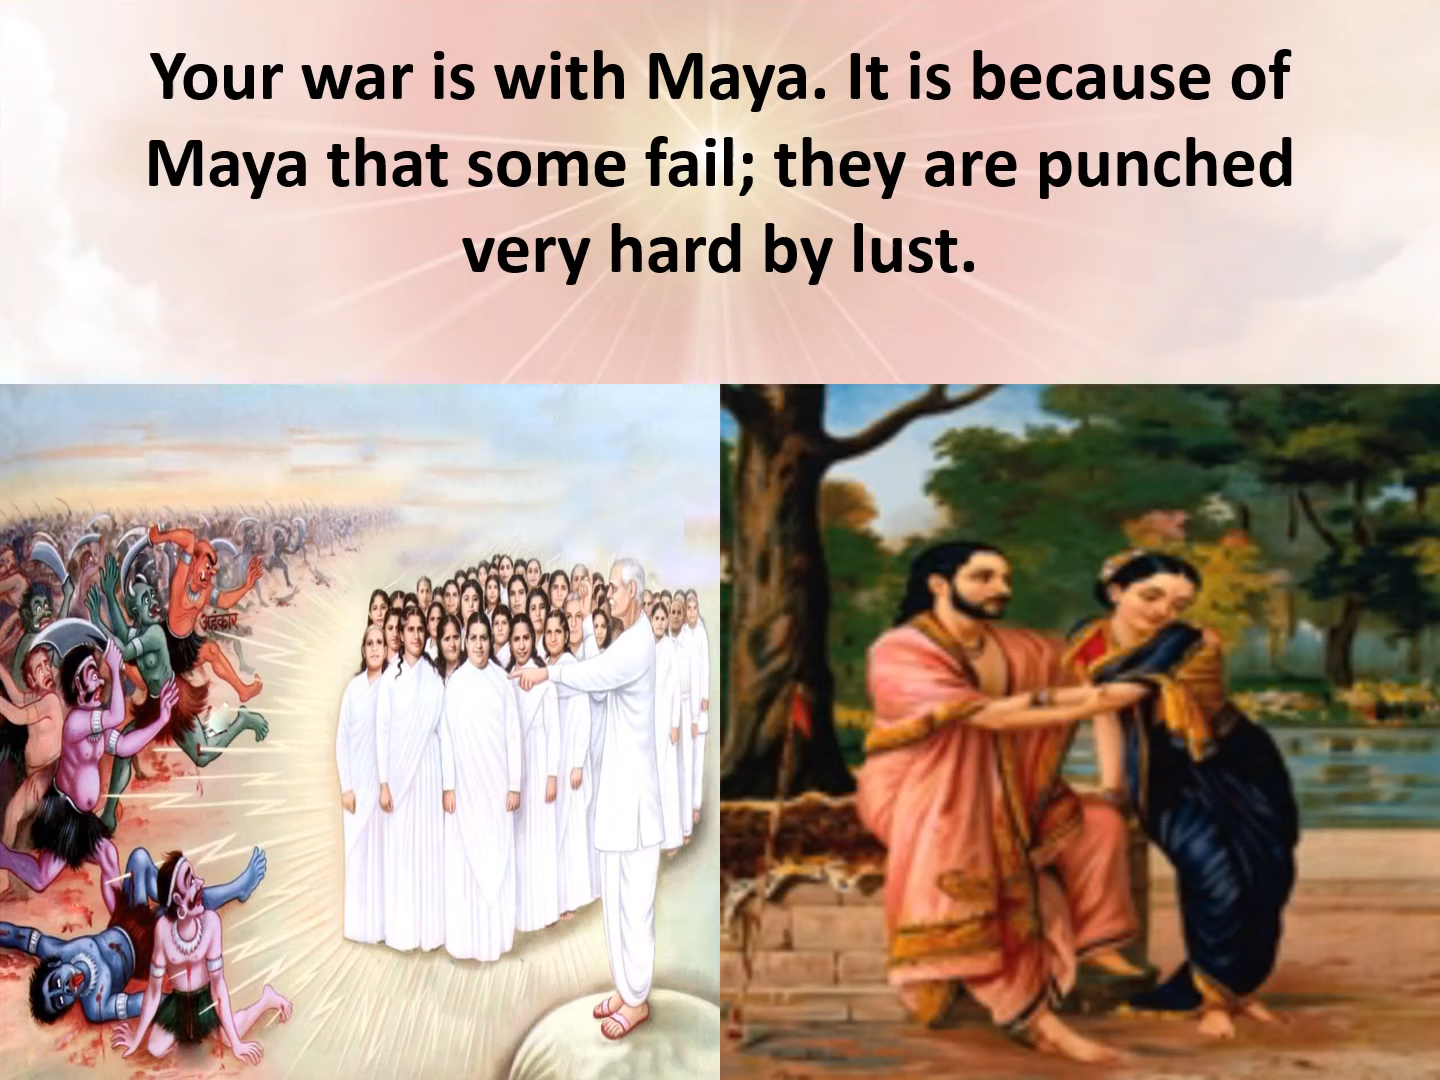 Your war is with Maya. It is because of
Maya that some fail; they are punched
very hard by lust.
अहंकार